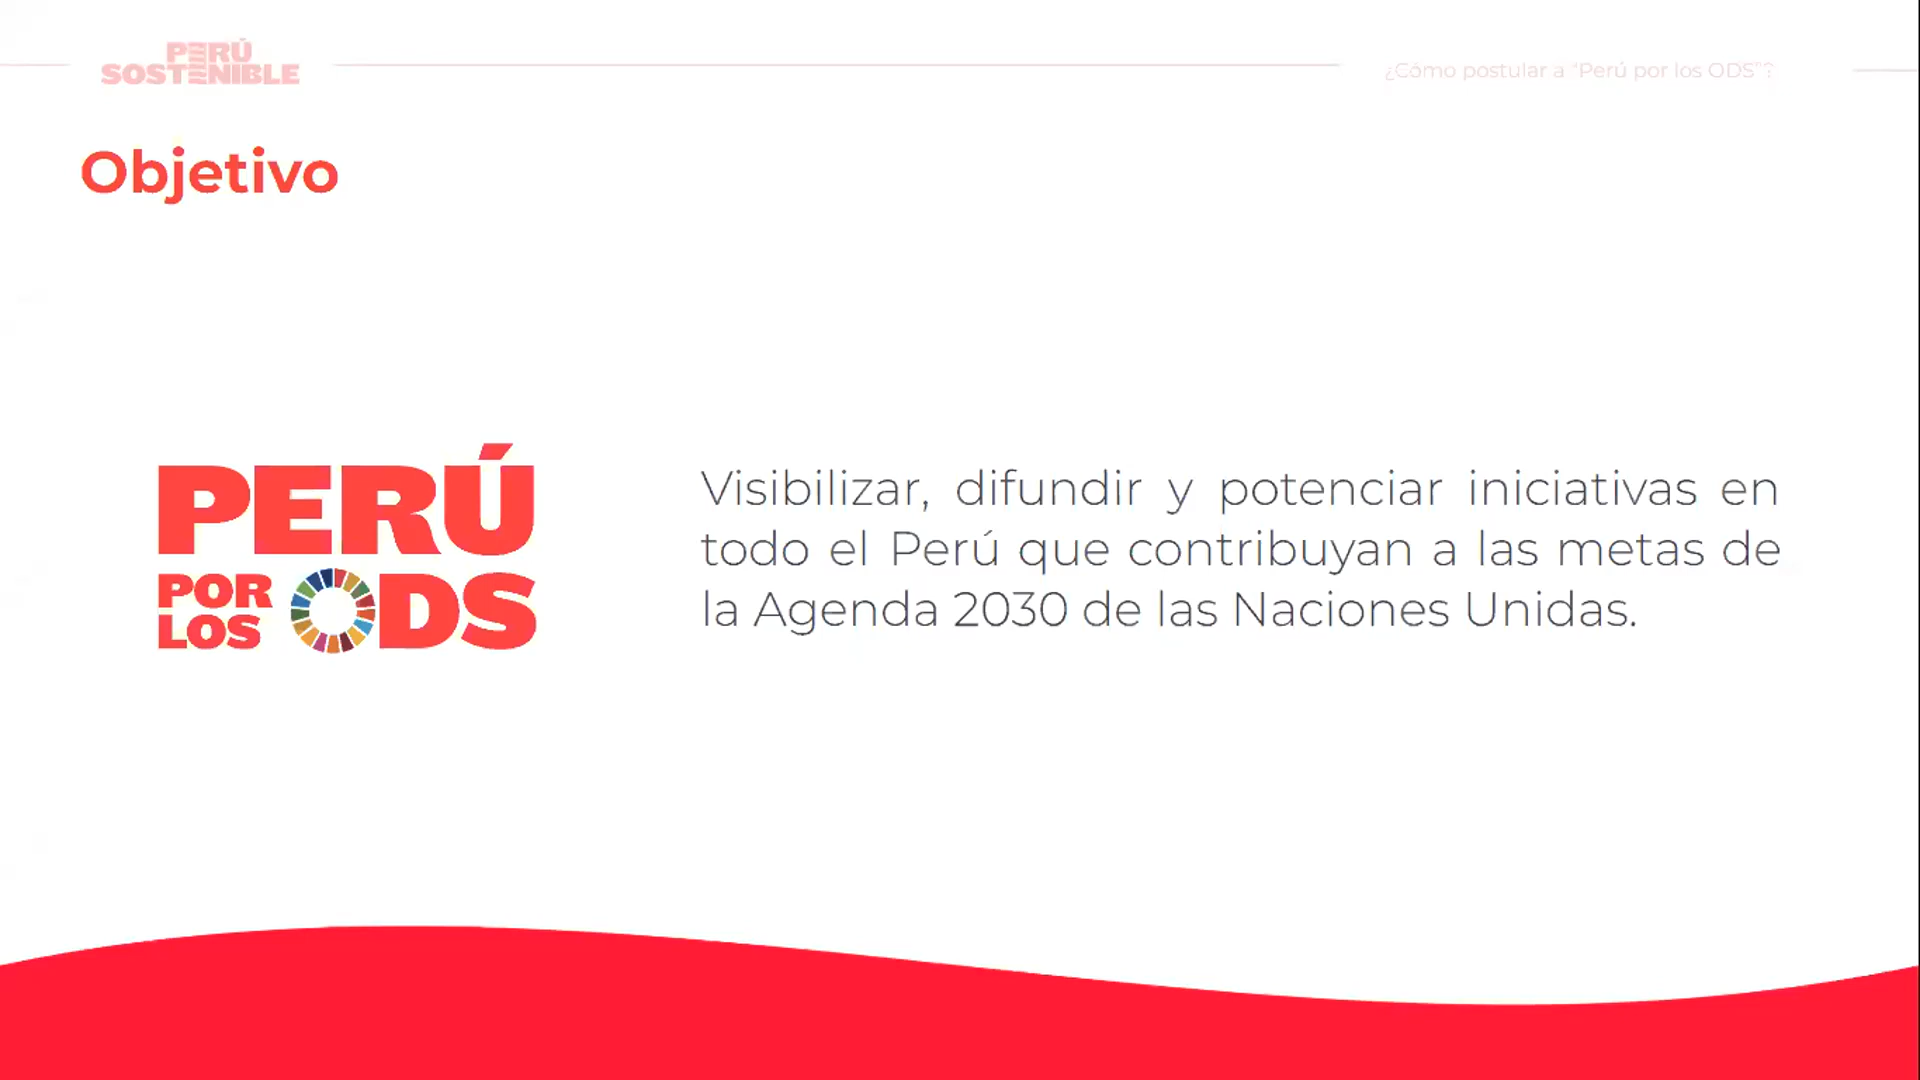 PERÚ
SOSTENIBLE
¿Cómo postular a “Perú por los ODS”?
Objetivo
PERÚ
POR
LOS
ODS
Visibilizar, difundir y potenciar iniciativas en
todo el Perú que contribuyan a las metas de
la Agenda 2030 de las Naciones Unidas.